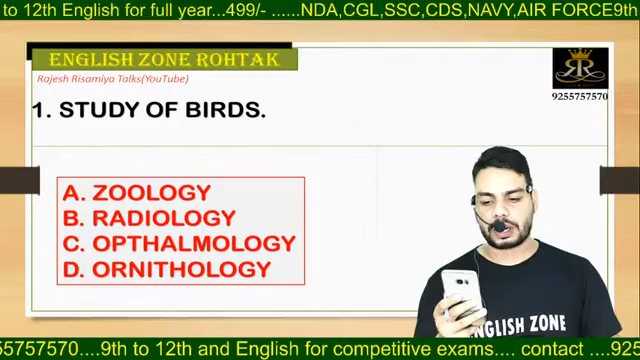 to 12th English for full year...499/- ......NDA,CGL,SSC,CDS,NAVY,AIR FORCE9th
ENGLISH ZONE ROHTAK
Rajesh Risamiya Talks(YouTube)
RR
9255757570
1. STUDY OF BIRDS.
A. ZOOLOGY
B. RADIOLOGY
C. OPTHALMOLOGY
D. ORNITHOLOGY
ENGLISH ZONE
55757570....9th to 12th and English for competitive exams.... contact ....925